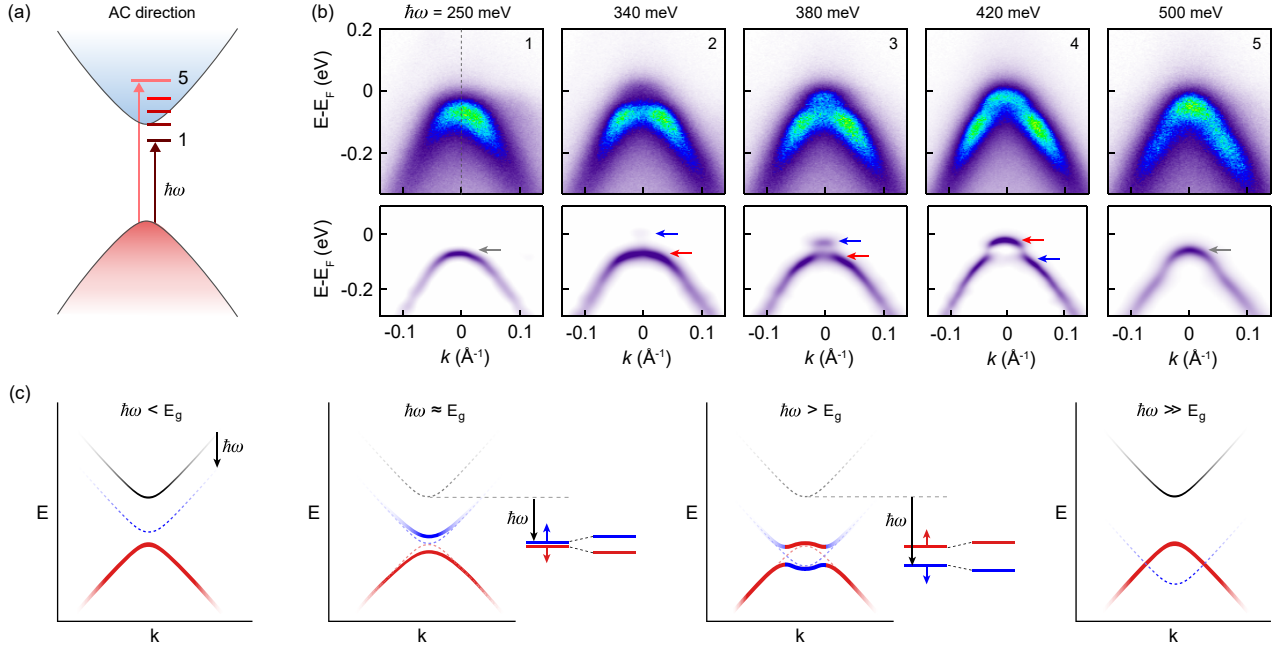 (a)
AC direction
5
1
ħω
(b)
ħω = 250 meV
340 meV
380 meV
420 meV
500 meV
1
2
3
4
5
E-E_F (eV)
0.2
0
-0.2
E-E_F (eV)
0
-0.2
-0.1 0 0.1
-0.1 0 0.1
-0.1 0 0.1
-0.1 0 0.1
-0.1 0 0.1
k (Å⁻¹)
k (Å⁻¹)
k (Å⁻¹)
k (Å⁻¹)
k (Å⁻¹)
(c)
ħω < E_g
ħω
E
k
ħω ≈ E_g
ħω
E
k
ħω > E_g
ħω
E
k
ħω ≫ E_g
E
k